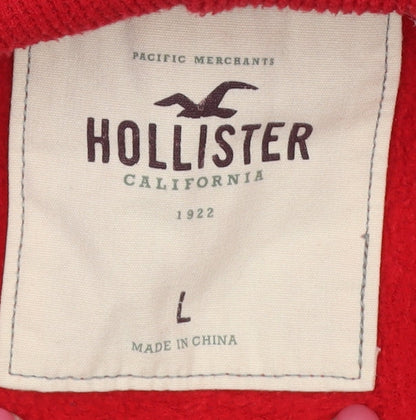 PACIFIC MERCHANTS
HOLLISTER
CALIFORNIA
1922
L
MADE IN CHINA